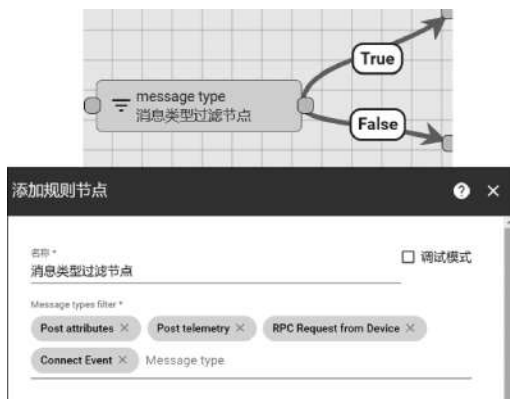 True
message type
消息类型过滤节点
False
添加规则节点
名称 *
消息类型过滤节点
调试模式
Message types filter *
Post attributes × Post telemetry × RPC Request from Device ×
Connect Event × Message type